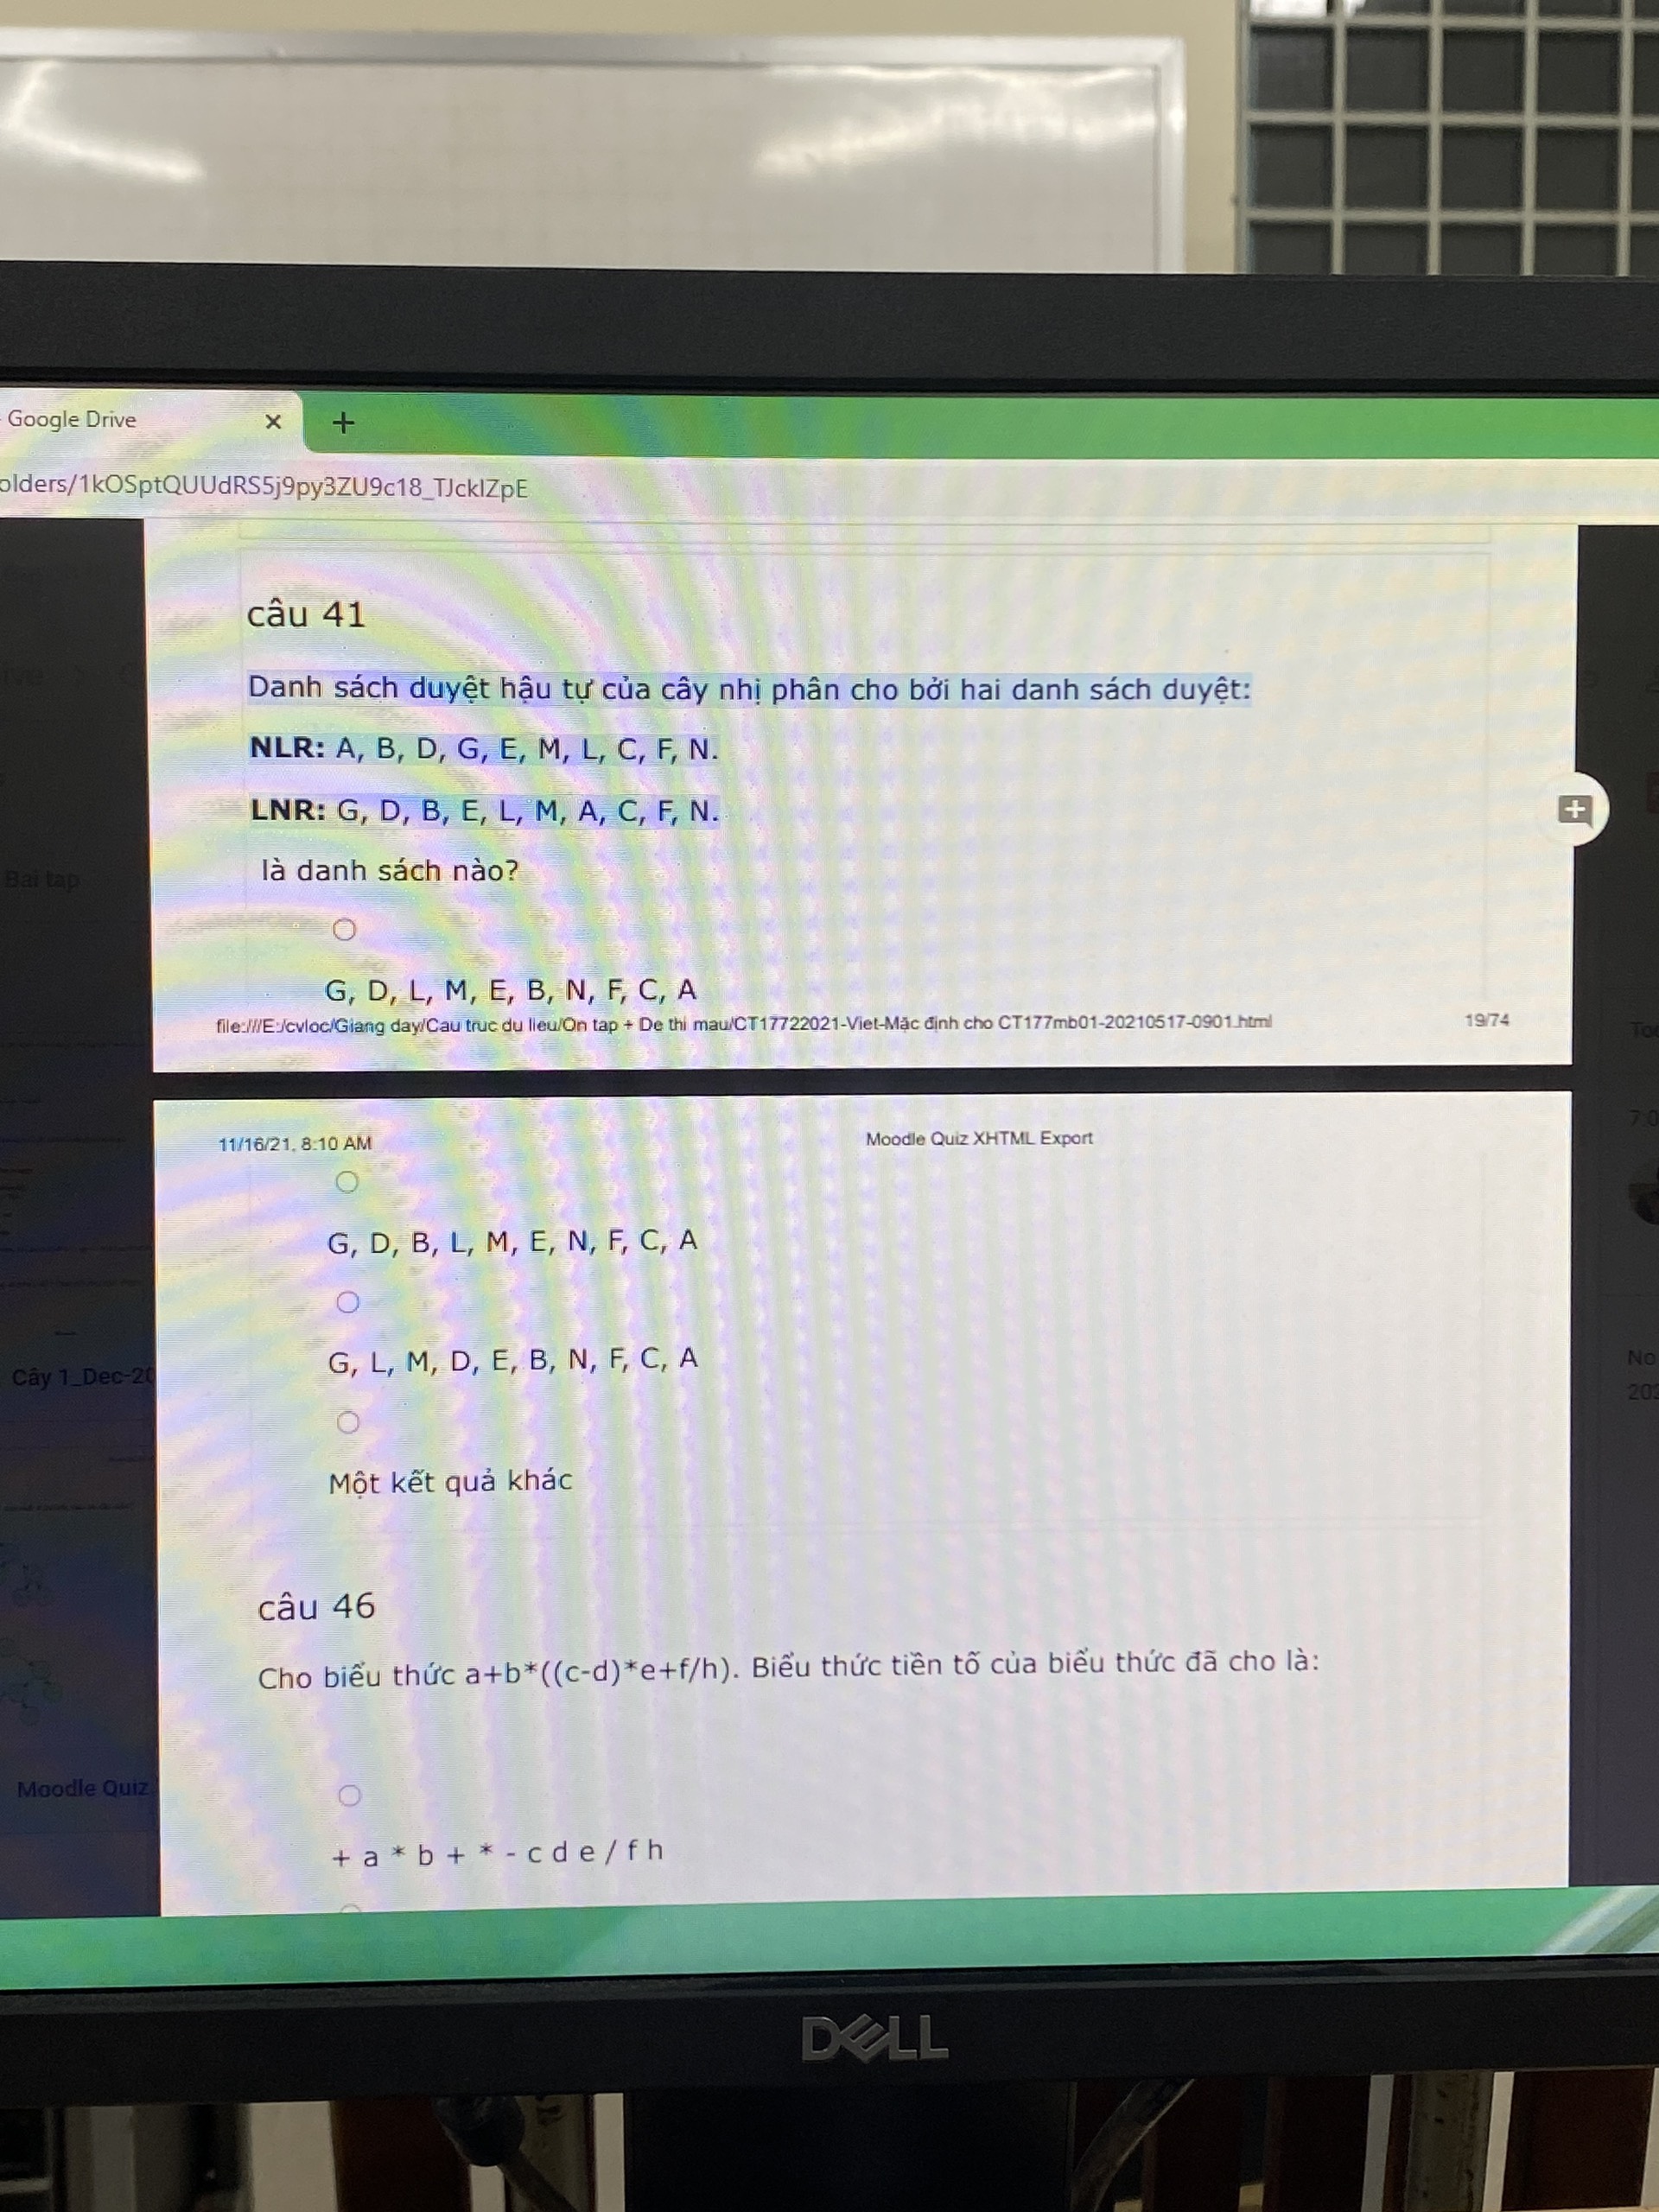 Google Drive × +
olders/1kOSptQUUdRS5j9py3ZU9c18_TJcklZpE
câu 41
Danh sách duyệt hậu tự của cây nhị phân cho bởi hai danh sách duyệt:
NLR: A, B, D, G, E, M, L, C, F, N.
LNR: G, D, B, E, L, M, A, C, F, N.
là danh sách nào?
Bai tap
G, D, L, M, E, B, N, F, C, A
file:///E:/cvloc/Giang day/Cau truc du lieu/On tap + De thi mau/CT17722021-Viet-Mặc định cho CT177mb01-20210517-0901.html 19/74
11/16/21, 8:10 AM Moodle Quiz XHTML Export
G, D, B, L, M, E, N, F, C, A
G, L, M, D, E, B, N, F, C, A
Cây 1_Dec-20
No
202
Một kết quả khác
câu 46
Cho biểu thức a+b*((c-d)*e+f/h). Biểu thức tiền tố của biểu thức đã cho là:
Moodle Quiz
+ a * b + * - c d e / f h
DELL